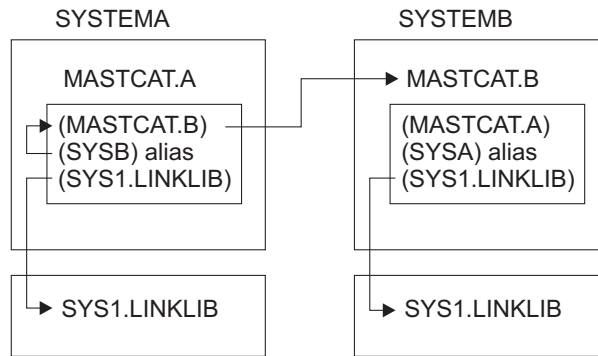 SYSTEMA
SYSTEMB
MASTCAT.A
MASTCAT.B
(MASTCAT.B)
(SYSB) alias
(SYS1.LINKLIB)
(MASTCAT.A)
(SYSA) alias
(SYS1.LINKLIB)
SYS1.LINKLIB
SYS1.LINKLIB